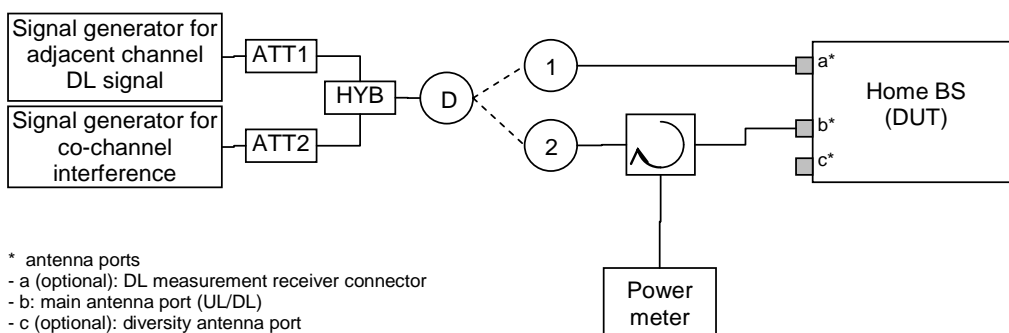 Signal generator for
adjacent channel
DL signal
ATT1
HYB
D
1
2
a*
b*
c*
Home BS
(DUT)
Signal generator for
co-channel
interference
ATT2
Power
meter
* antenna ports
- a (optional): DL measurement receiver connector
- b: main antenna port (UL/DL)
- c (optional): diversity antenna port